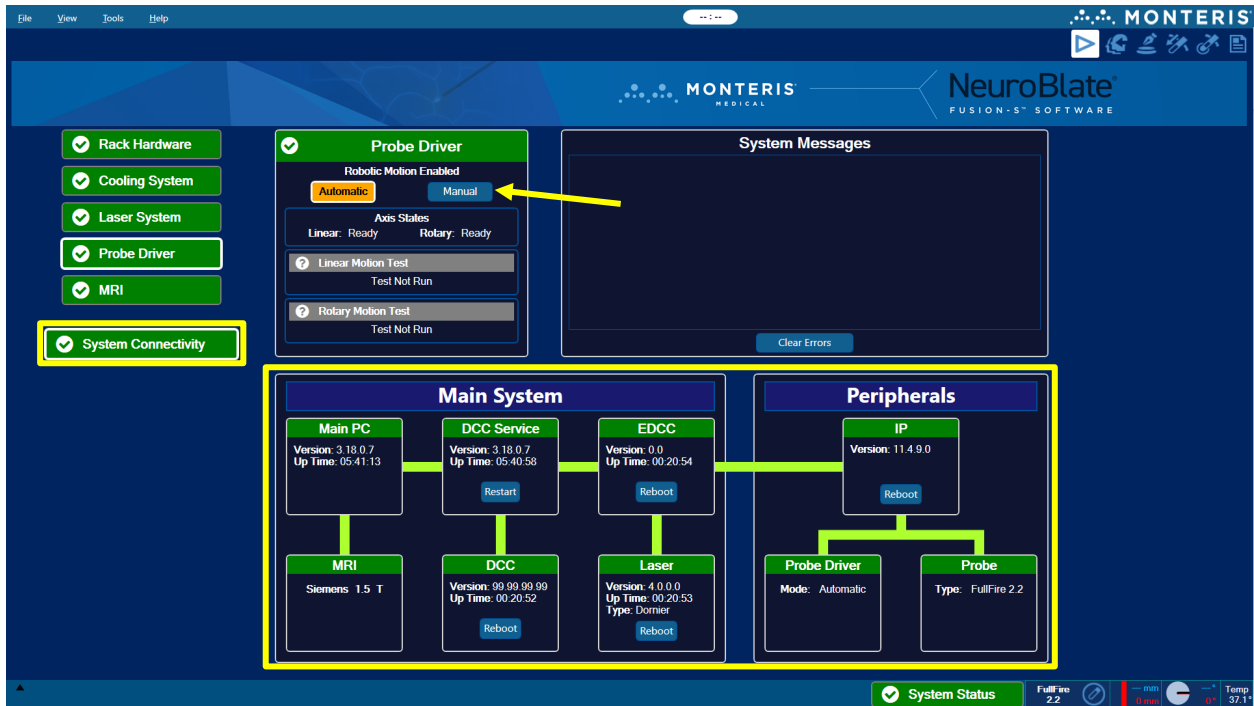 File View Tools Help
--:--
MONTERIS
MONTERIS
MEDICAL
NeuroBlate
FUSION-S™ SOFTWARE
Rack Hardware
Cooling System
Laser System
Probe Driver
MRI
System Connectivity
Probe Driver
Robotic Motion Enabled
Automatic Manual
Axis States
Linear: Ready Rotary: Ready
? Linear Motion Test
Test Not Run
? Rotary Motion Test
Test Not Run
System Messages
Clear Errors
Main System
Main PC
Version: 3.18.0.7
Up Time: 05:41:13
DCC Service
Version: 3.18.0.7
Up Time: 05:40:58
Restart
EDCC
Version: 0.0
Up Time: 00:20:54
Reboot
MRI
Siemens 1.5 T
DCC
Version: 99.99.99.99
Up Time: 00:20:52
Reboot
Laser
Version: 4.0.0.0
Up Time: 00:20:53
Type: Dornier
Reboot
Peripherals
IP
Version: 11.4.9.0
Reboot
Probe Driver
Mode: Automatic
Probe
Type: FullFire 2.2
System Status
FullFire
2.2
--- mm
0 mm
---°
0°
Temp
37.1°